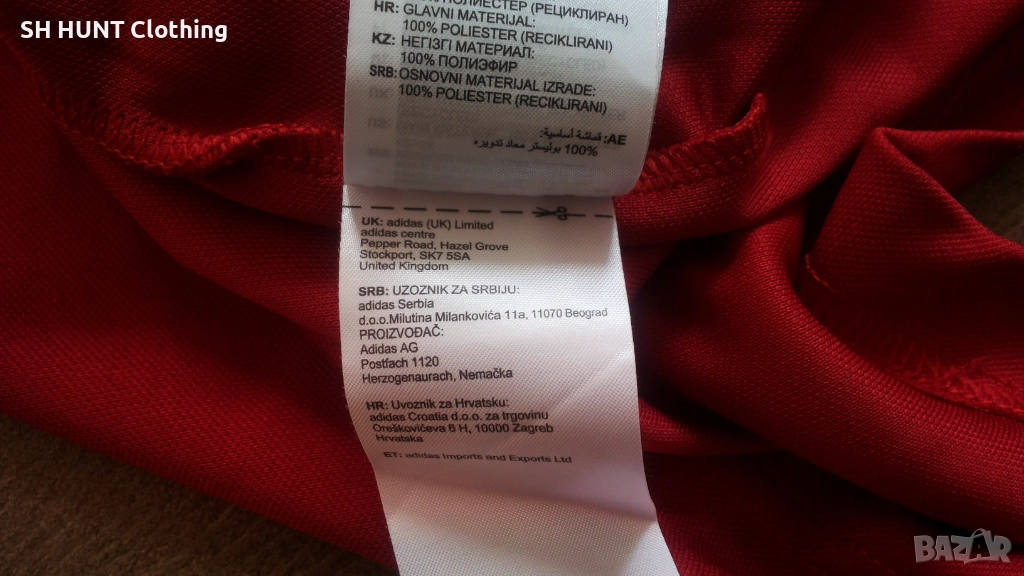 SH HUNT Clothing
ПОЛИЕСТЕР (РЕЦИКЛИРАН)
HR: GLAVNI MATERIJAL:
100% POLIESTER (RECIKLIRANI)
KZ: НЕГІЗГІ МАТЕРИАЛ:
100% ПОЛИЭФИР
SRB: OSNOVNI MATERIJAL IZRADE:
100% POLIESTER (RECIKLIRANI)
AE: قماشة أساسية:
100% بوليستر معاد تدويره
UK: adidas (UK) Limited
adidas centre
Pepper Road, Hazel Grove
Stockport, SK7 5SA
United Kingdom
SRB: UZOZNIK ZA SRBIJU:
adidas Serbia
d.o.o.Milutina Milankovića 11a, 11070 Beograd
PROIZVOĐAČ:
Adidas AG
Postfach 1120
Herzogenaurach, Nemačka
HR: Uvoznik za Hrvatsku:
adidas Croatia d.o.o. za trgovinu
Oreškovićeva 6 H, 10000 Zagreb
Hrvatska
ET: adidas Imports and Exports Ltd
BAZAR